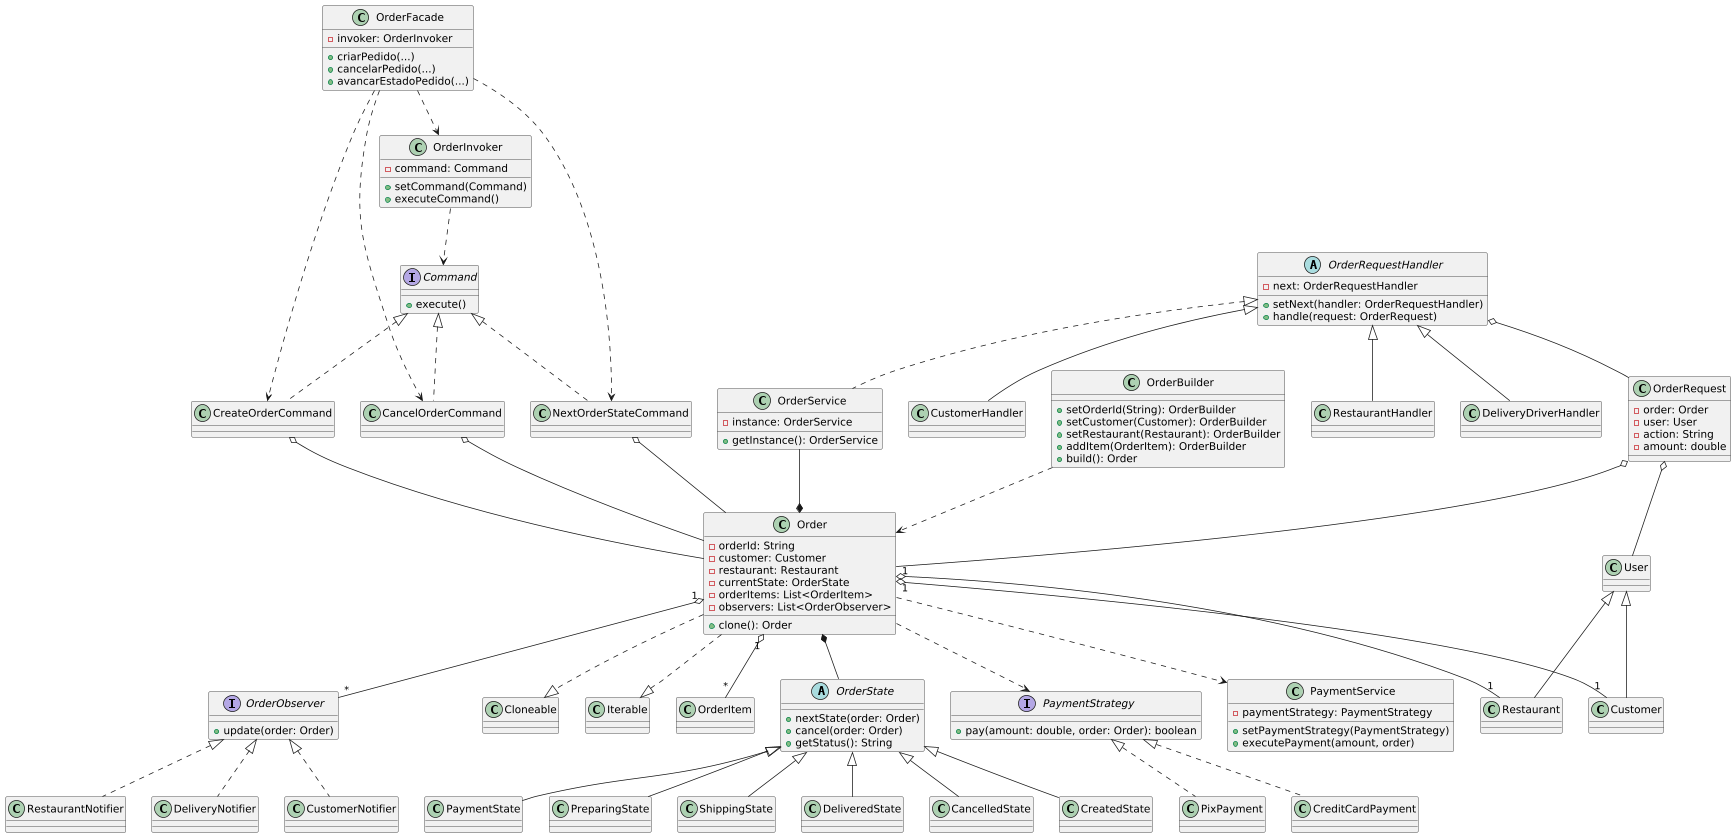 C OrderFacade
invoker: OrderInvoker
criarPedido(...)
cancelarPedido(...)
avancarEstadoPedido(...)
C OrderInvoker
command: Command
setCommand(Command)
executeCommand()
I Command
execute()
A OrderRequestHandler
next: OrderRequestHandler
setNext(handler: OrderRequestHandler)
handle(request: OrderRequest)
C CreateOrderCommand
C CancelOrderCommand
C NextOrderStateCommand
C OrderService
instance: OrderService
getInstance(): OrderService
C CustomerHandler
C OrderBuilder
setOrderId(String): OrderBuilder
setCustomer(Customer): OrderBuilder
setRestaurant(Restaurant): OrderBuilder
addItem(OrderItem): OrderBuilder
build(): Order
C RestaurantHandler
C DeliveryDriverHandler
C OrderRequest
order: Order
user: User
action: String
amount: double
C Order
orderId: String
customer: Customer
restaurant: Restaurant
currentState: OrderState
orderItems: List<OrderItem>
observers: List<OrderObserver>
clone(): Order
1
1
1
1
C User
*
*
1
1
I OrderObserver
update(order: Order)
C Cloneable
C Iterable
C OrderItem
A OrderState
nextState(order: Order)
cancel(order: Order)
getStatus(): String
I PaymentStrategy
pay(amount: double, order: Order): boolean
C PaymentService
paymentStrategy: PaymentStrategy
setPaymentStrategy(PaymentStrategy)
executePayment(amount, order)
C Restaurant
C Customer
C RestaurantNotifier
C DeliveryNotifier
C CustomerNotifier
C PaymentState
C PreparingState
C ShippingState
C DeliveredState
C CancelledState
C CreatedState
C PixPayment
C CreditCardPayment